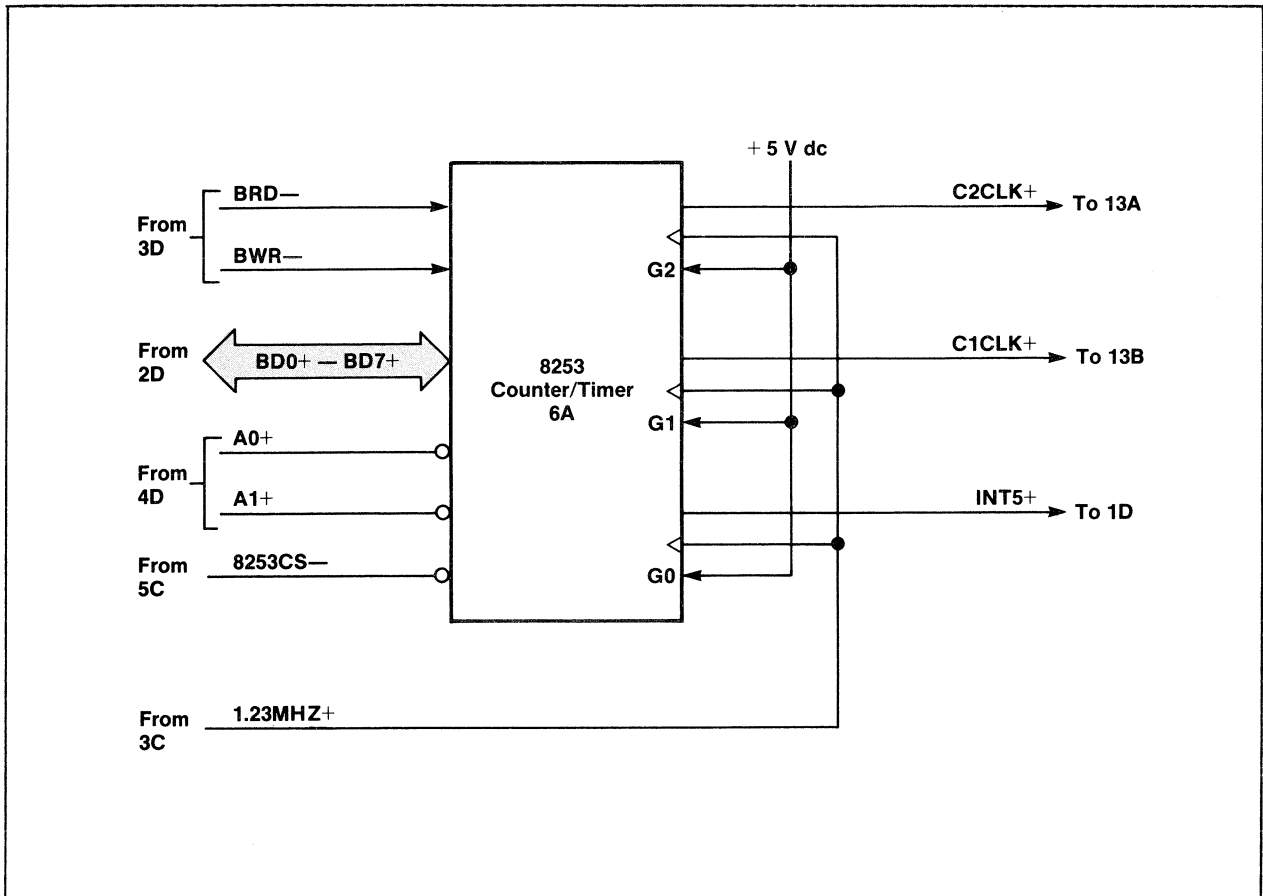 + 5 V dc
BRD—
C2CLK+
To 13A
From
3D
BWR—
G2
From
2D
BD0+ — BD7+
8253
Counter/Timer
6A
C1CLK+
To 13B
G1
A0+
From
4D
A1+
INT5+
To 1D
From
5C
8253CS—
G0
From
3C
1.23MHZ+